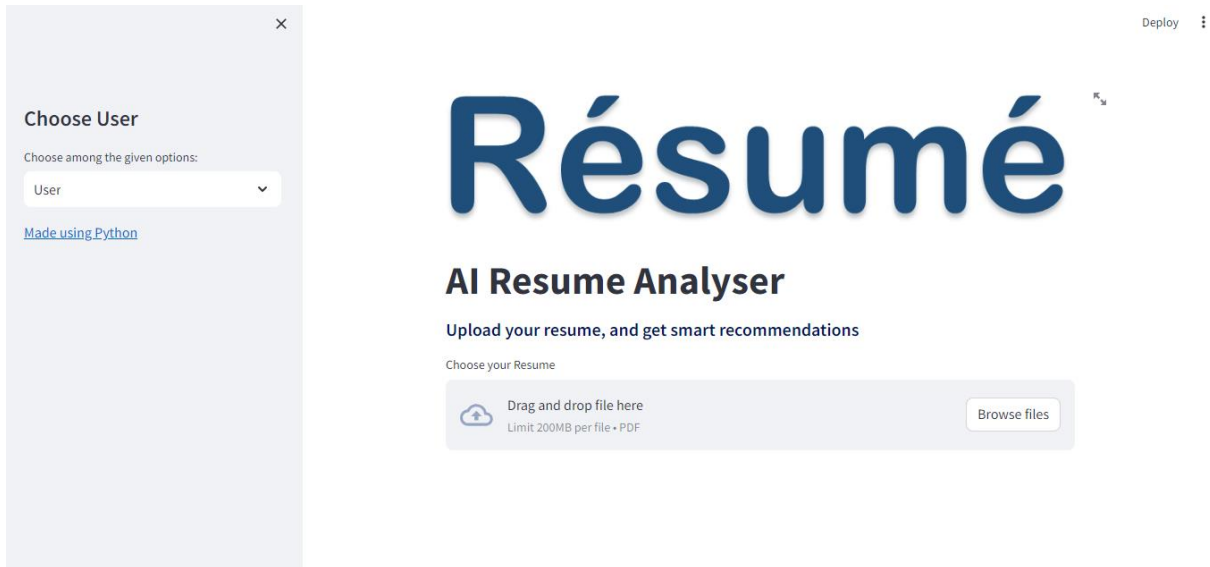 Deploy
Choose User
Choose among the given options:
User
Made using Python
Résumé
AI Resume Analyser
Upload your resume, and get smart recommendations
Choose your Resume
Drag and drop file here
Limit 200MB per file • PDF
Browse files